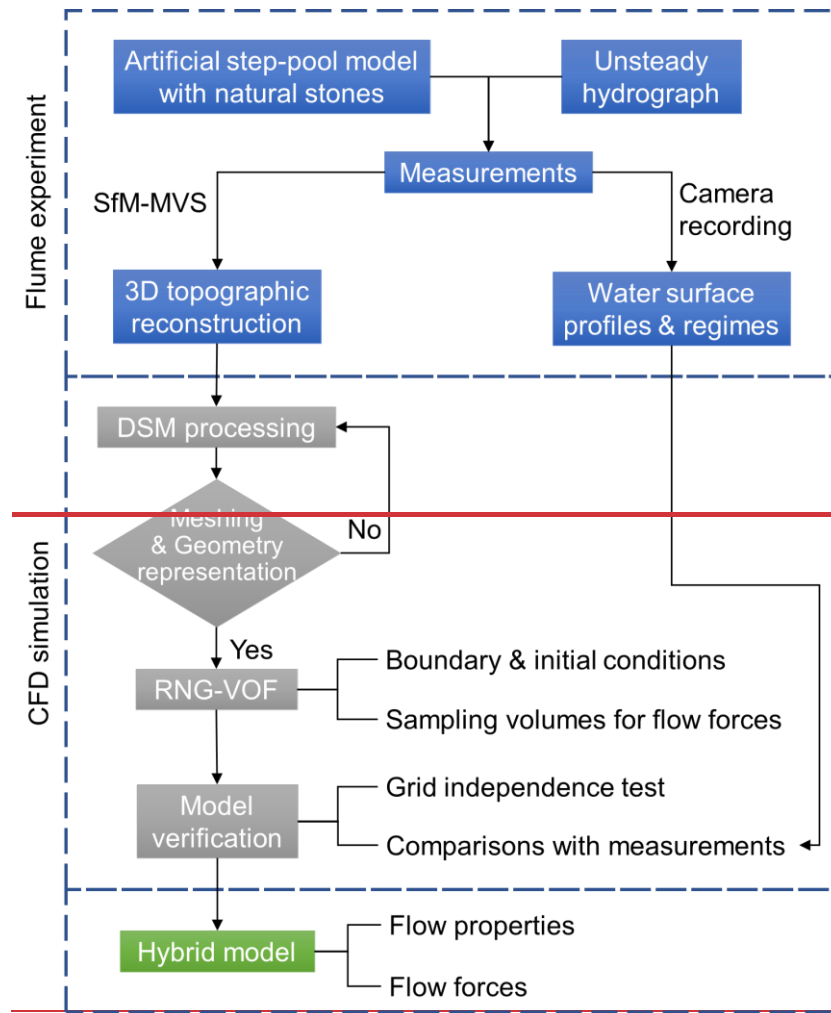 Artificial step-pool model
with natural stones
Unsteady
hydrograph
Flume experiment
Measurements
SfM-MVS
Camera
recording
3D topographic
reconstruction
Water surface
profiles & regimes
DSM processing
Meshing
& Geometry
representation
No
CFD simulation
Yes
RNG-VOF
Boundary & initial conditions
Sampling volumes for flow forces
Model
verification
Grid independence test
Comparisons with measurements
Hybrid model
Flow properties
Flow forces